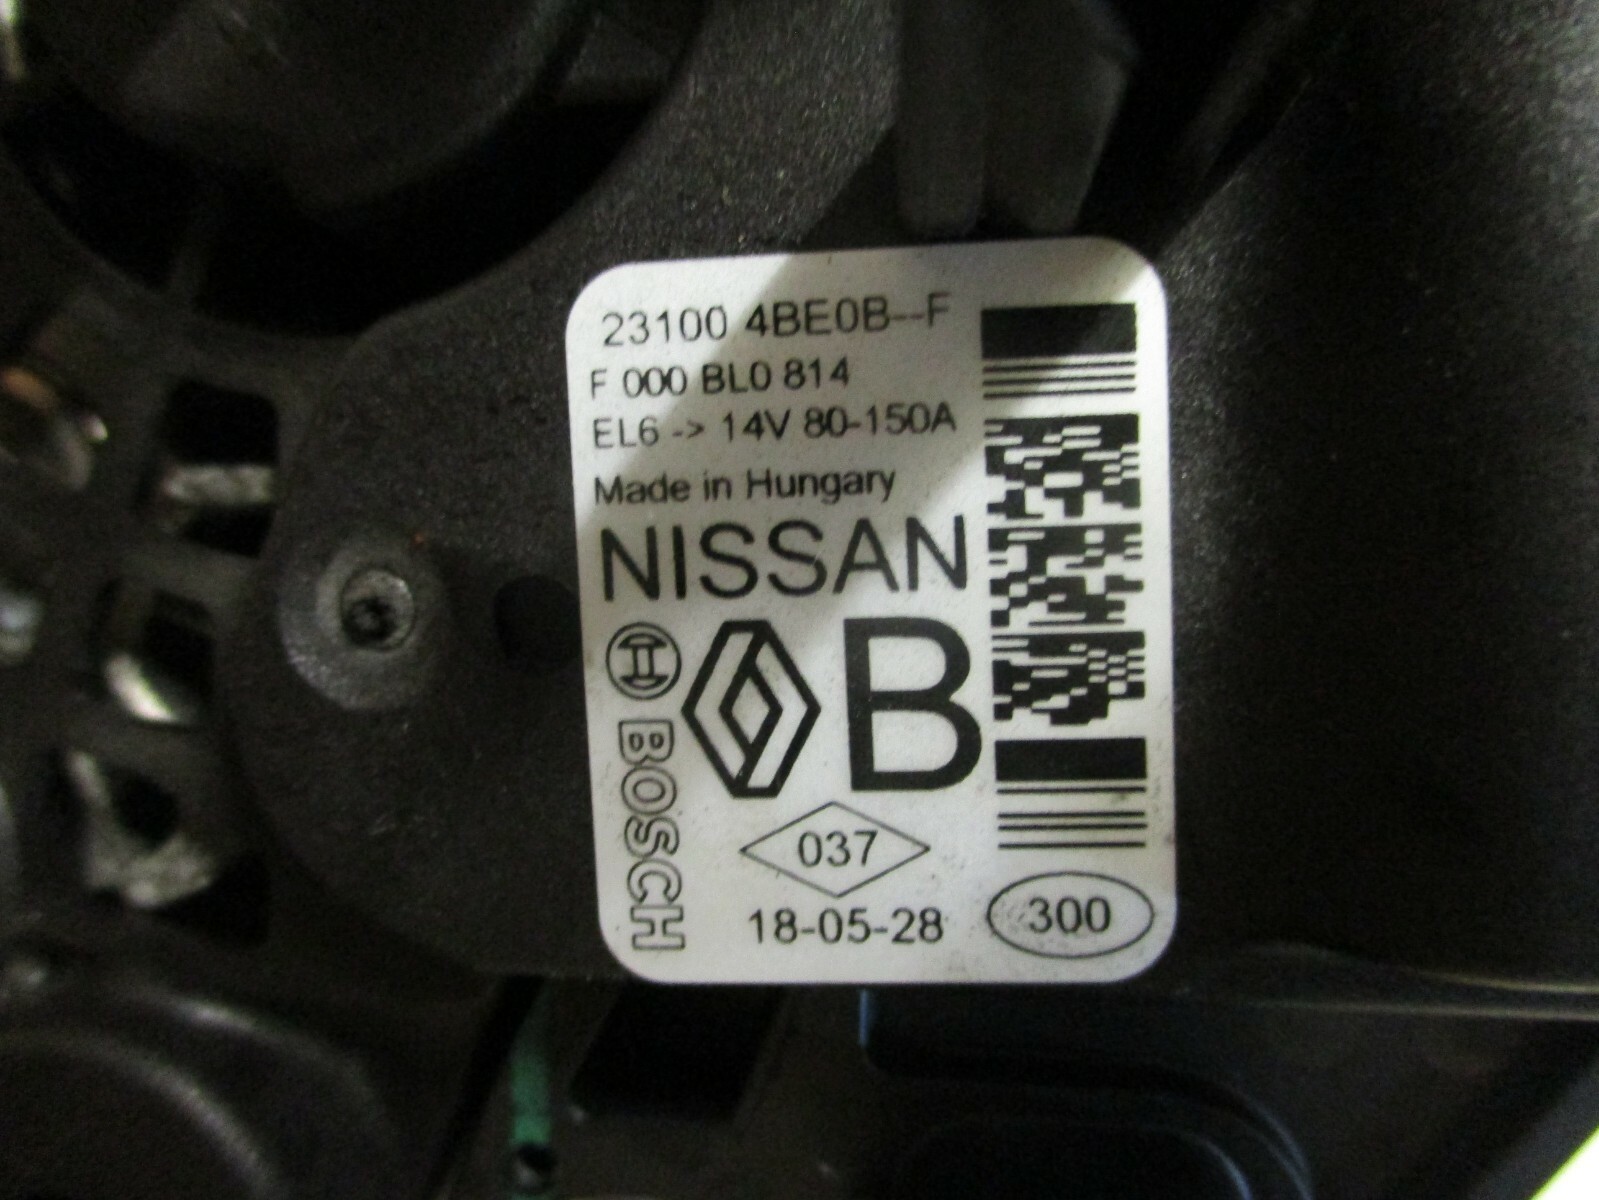 23100 4BE0B--F
F 000 BL0 814
EL6 -> 14V 80-150A
Made in Hungary
NISSAN
B
BOSCH
037
18-05-28
300